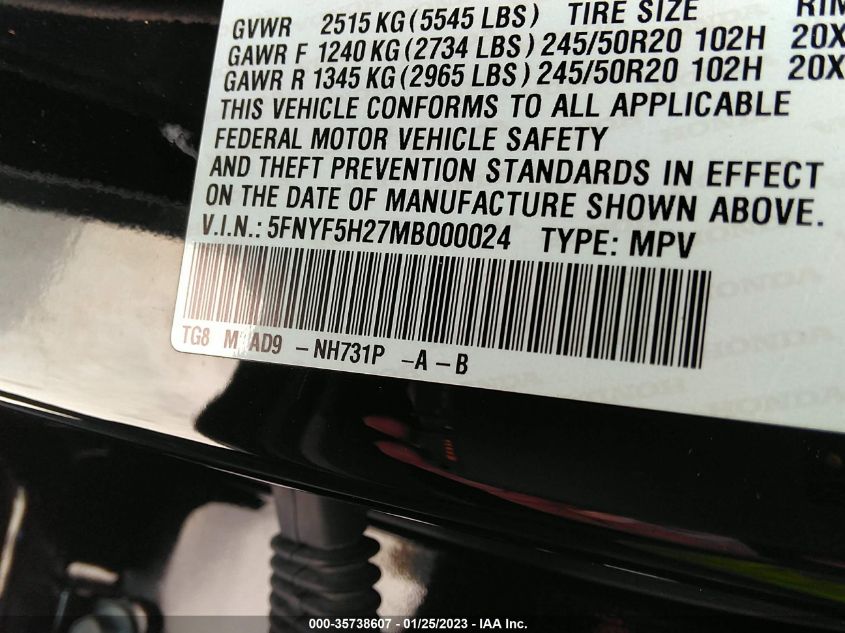 GVWR 2515 KG (5545 LBS) TIRE SIZE RIM
GAWR F 1240 KG (2734 LBS) 245/50R20 102H 20X
GAWR R 1345 KG (2965 LBS) 245/50R20 102H 20X
THIS VEHICLE CONFORMS TO ALL APPLICABLE
FEDERAL MOTOR VEHICLE SAFETY
AND THEFT PREVENTION STANDARDS IN EFFECT
ON THE DATE OF MANUFACTURE SHOWN ABOVE.
V.I.N.: 5FNYF5H27MB000024 TYPE: MPV
TG8 M AD9 -NH731P -A-B
HONDA
000-35738607 - 01/25/2023 - IAA Inc.